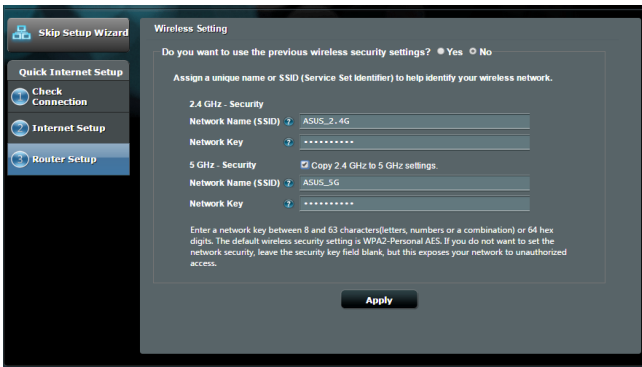 Skip Setup Wizard
Quick Internet Setup
1 Check Connection
2 Internet Setup
3 Router Setup
Wireless Setting
Do you want to use the previous wireless security settings? Yes No
Assign a unique name or SSID (Service Set Identifier) to help identify your wireless network.
2.4 GHz - Security
Network Name (SSID) ? ASUS_2.4G
Network Key ? ••••••••••
5 GHz - Security Copy 2.4 GHz to 5 GHz settings.
Network Name (SSID) ? ASUS_5G
Network Key ? ••••••••••
Enter a network key between 8 and 63 characters(letters, numbers or a combination) or 64 hex
digits. The default wireless security setting is WPA2-Personal AES. If you do not want to set the
network security, leave the security key field blank, but this exposes your network to unauthorized
access.
Apply